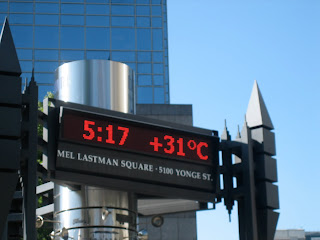 5:17 +31°C
MEL LASTMAN SQUARE - 5100 YONGE ST.